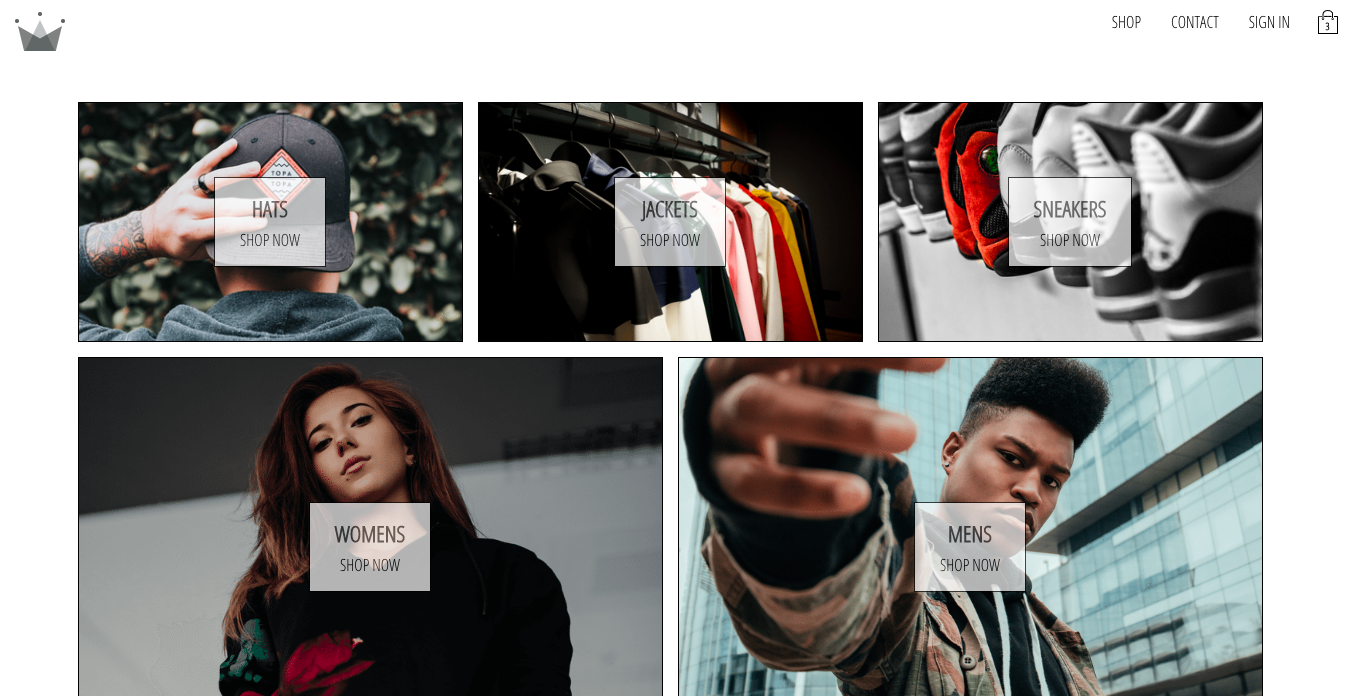 SHOP
CONTACT
SIGN IN
3
TOPA
TOPA
HATS
SHOP NOW
JACKETS
SHOP NOW
SNEAKERS
SHOP NOW
WOMENS
SHOP NOW
MENS
SHOP NOW